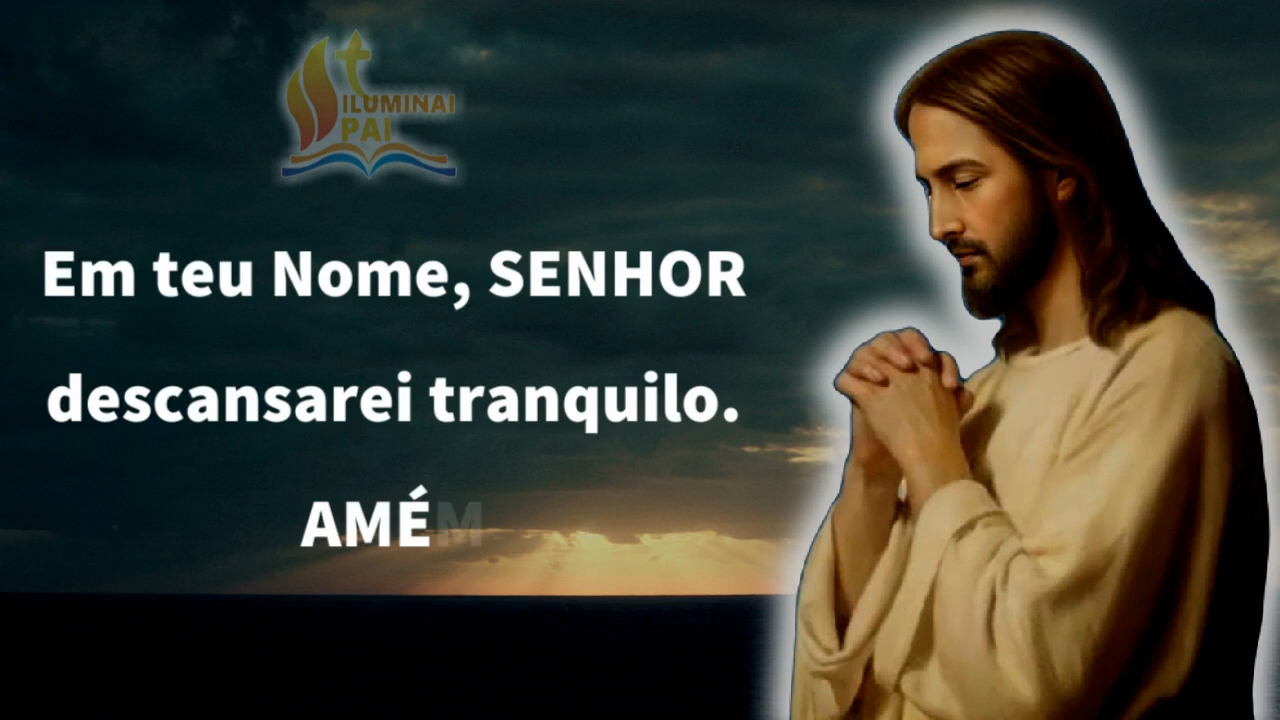 ILUMINAI
PAI
Em teu Nome, SENHOR
descansarei tranquilo.
AMÉM